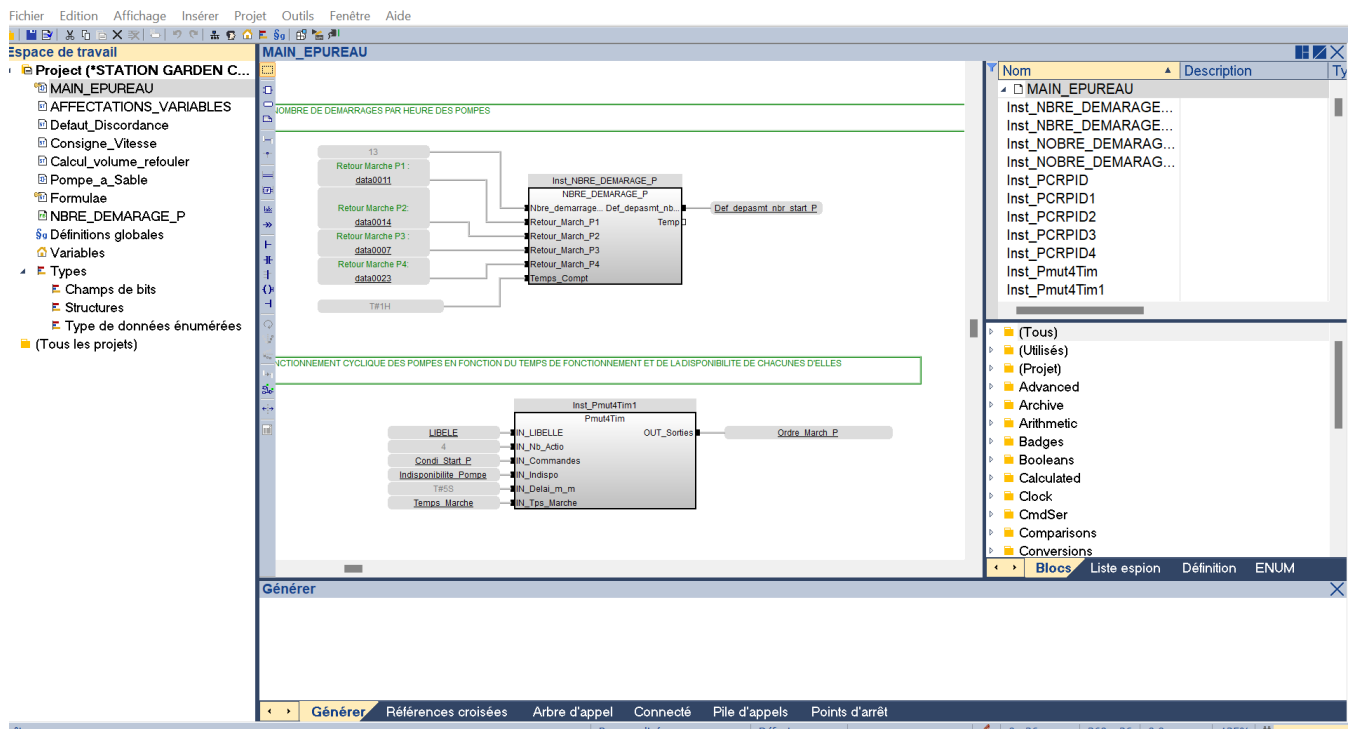 Fichier Edition Affichage Insérer Projet Outils Fenêtre Aide
Espace de travail
Project (*STATION GARDEN C...
MAIN_EPUREAU
AFFECTATIONS_VARIABLES
Defaut_Discordance
Consigne_Vitesse
Calcul_volume_refouler
Pompe_a_Sable
Formulae
NBRE_DEMARAGE_P
Définitions globales
Variables
Types
Champs de bits
Structures
Type de données énumérées
(Tous les projets)
MAIN_EPUREAU
NOMBRE DE DEMARRAGES PAR HEURE DES POMPES
13
Retour Marche P1 :
data0011
Retour Marche P2:
data0014
Retour Marche P3 :
data0007
Retour Marche P4:
data0023
T#1H
Inst_NBRE_DEMARAGE_P
NBRE_DEMARAGE_P
Nbre_demarrage... Def_depasmt_nb...
Retour_March_P1 Temp
Retour_March_P2
Retour_March_P3
Retour_March_P4
Temps_Compt
Def_depasmt_nbr_start_P
NCTIONNEMENT CYCLIQUE DES POMPES EN FONCTION DU TEMPS DE FONCTIONNEMENT ET DE LA DISPONIBILITE DE CHACUNES D'ELLES
Inst_Pmut4Tim1
Pmut4Tim
LIBELE IN_LIBELLE OUT_Sorties Ordre_March_P
4 IN_Nb_Actio
Condi_Start_P IN_Commandes
Indisponibilite_Pompe IN_Indispo
T#5S IN_Delai_m_m
Temps_Marche IN_Tps_Marche
Nom Description Ty
MAIN_EPUREAU
Inst_NBRE_DEMARAGE...
Inst_NBRE_DEMARAGE...
Inst_NOBRE_DEMARAG...
Inst_NOBRE_DEMARAG...
Inst_PCRPID
Inst_PCRPID1
Inst_PCRPID2
Inst_PCRPID3
Inst_PCRPID4
Inst_Pmut4Tim
Inst_Pmut4Tim1
(Tous)
(Utilisés)
(Projet)
Advanced
Archive
Arithmetic
Badges
Booleans
Calculated
Clock
CmdSer
Comparisons
Conversions
Blocs Liste espion Définition ENUM
Générer
Générer Références croisées Arbre d'appel Connecté Pile d'appels Points d'arrêt